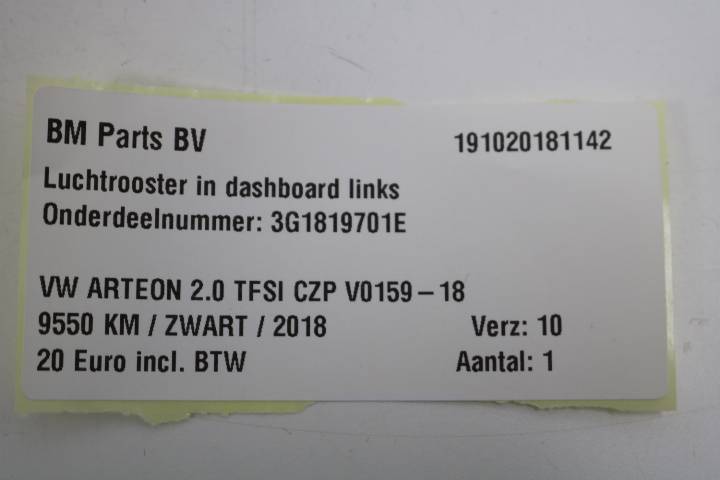 BM Parts BV 191020181142
Luchtrooster in dashboard links
Onderdeelnummer: 3G1819701E
VW ARTEON 2.0 TFSI CZP V0159-18
9550 KM / ZWART / 2018 Verz: 10
20 Euro incl. BTW Aantal: 1